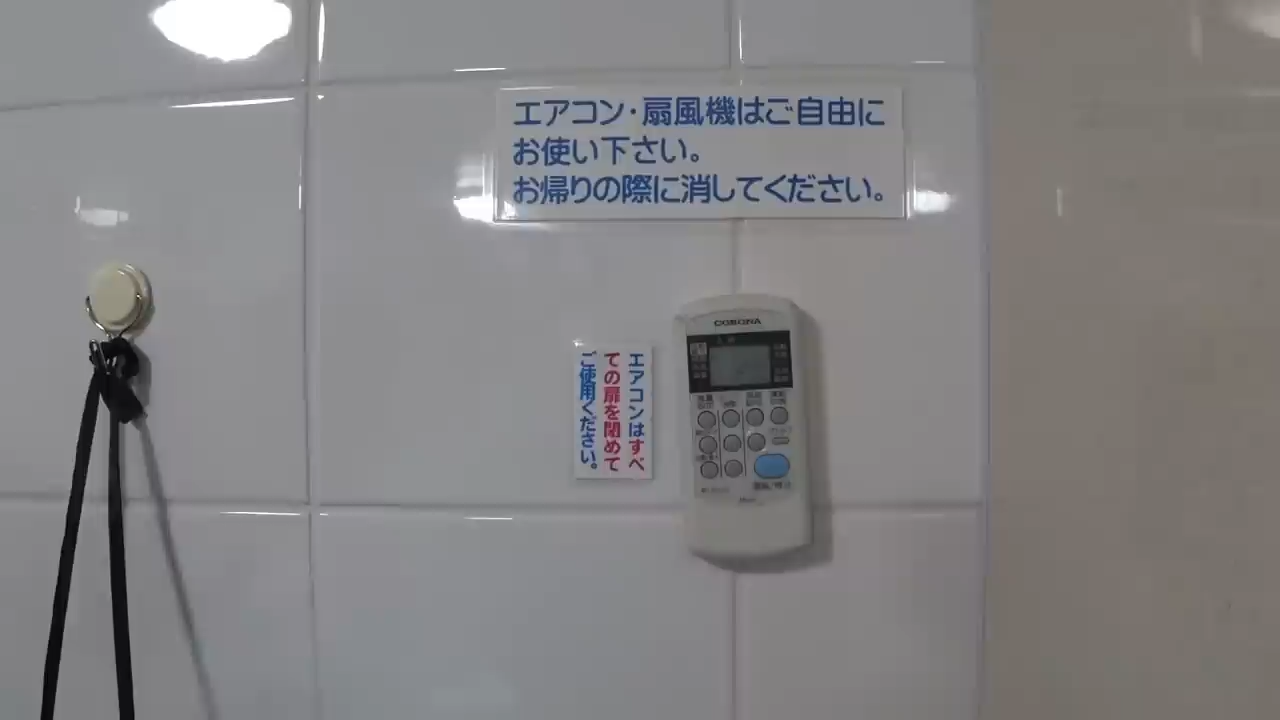 エアコン・扇風機はご自由に
お使い下さい。
お帰りの際に消してください。
エアコンはすべ
ての扉を閉めて
ご使用ください。
CORONA